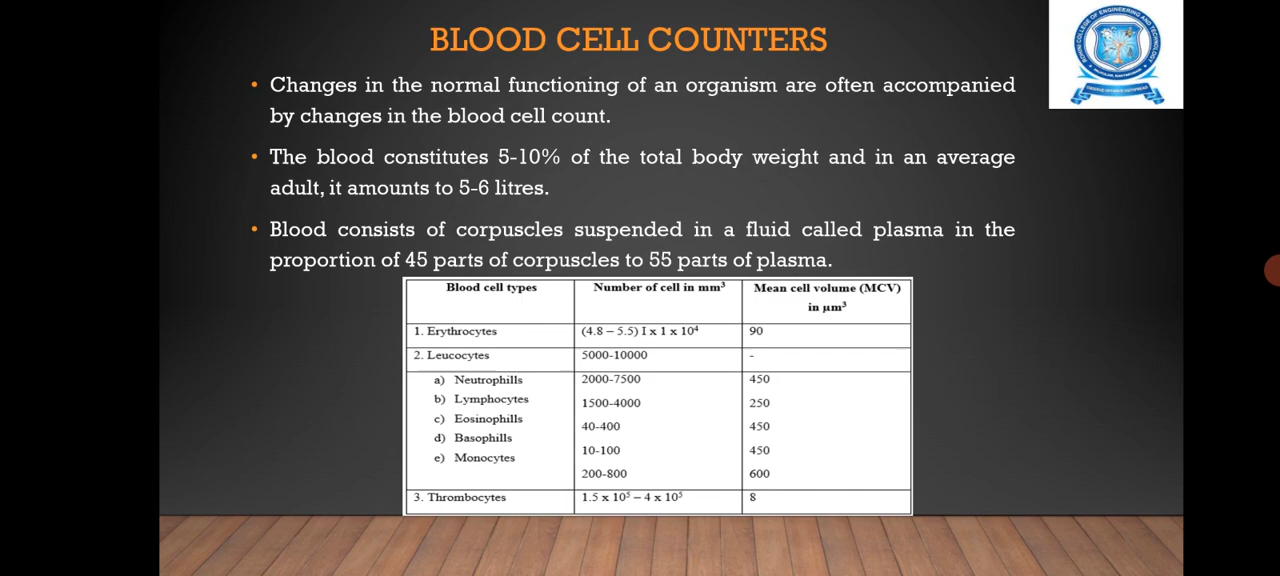 BLOOD CELL COUNTERS
• Changes in the normal functioning of an organism are often accompanied
by changes in the blood cell count.
• The blood constitutes 5-10% of the total body weight and in an average
adult, it amounts to 5-6 litres.
• Blood consists of corpuscles suspended in a fluid called plasma in the
proportion of 45 parts of corpuscles to 55 parts of plasma.
Blood cell types Number of cell in mm³ Mean cell volume (MCV)
in µm³
1. Erythrocytes (4.8 – 5.5) I x 1 x 10⁴ 90
2. Leucocytes 5000-10000 -
a) Neutrophills 2000-7500 450
b) Lymphocytes 1500-4000 250
c) Eosinophills 40-400 450
d) Basophills 10-100 450
e) Monocytes 200-800 600
3. Thrombocytes 1.5 x 10⁵ – 4 x 10⁵ 8
COLLEGE OF ENGINEERING AND TECHNOLOGY